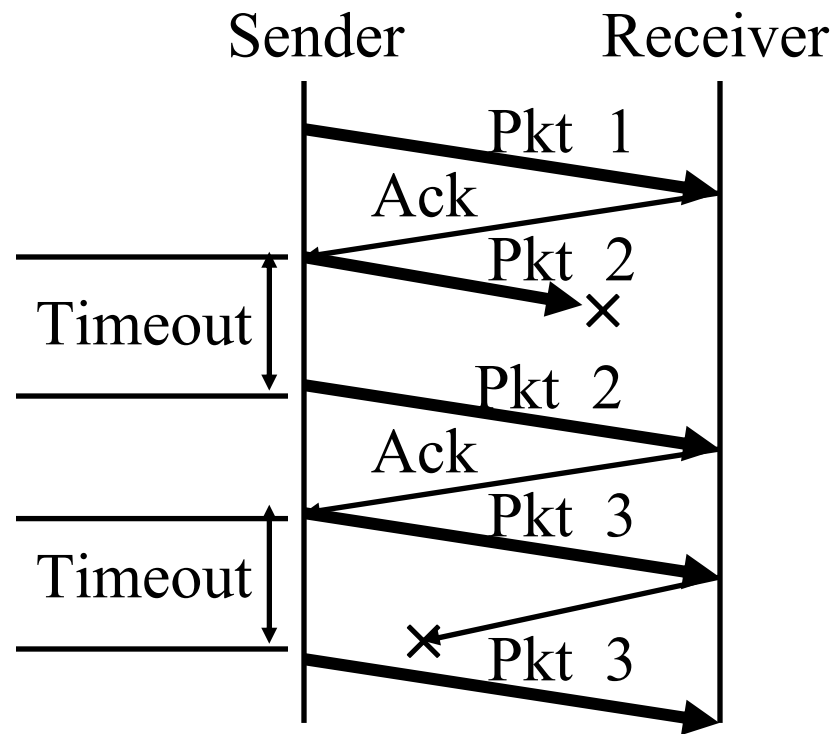 Sender Receiver
Pkt 1
Ack
Pkt 2
Timeout
Pkt 2
Ack
Pkt 3
Timeout
Pkt 3